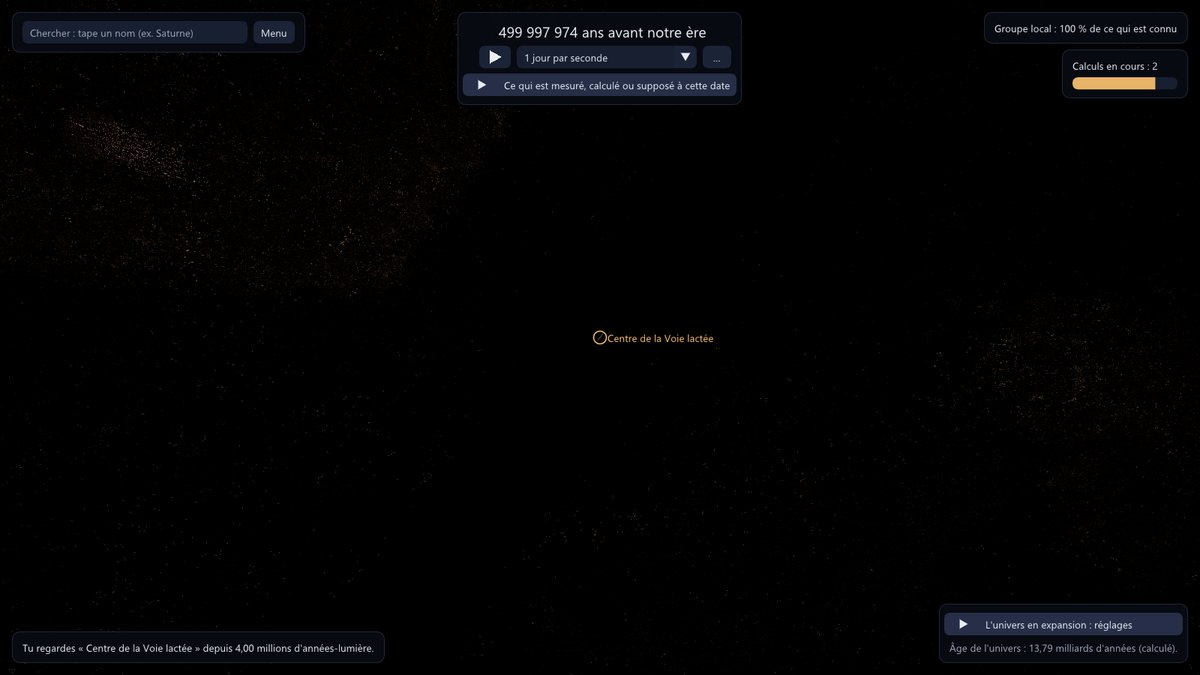 Chercher : tape un nom (ex. Saturne)
Menu
499 997 974 ans avant notre ère
1 jour par seconde
...
Ce qui est mesuré, calculé ou supposé à cette date
Groupe local : 100 % de ce qui est connu
Calculs en cours : 2
Centre de la Voie lactée
Tu regardes « Centre de la Voie lactée » depuis 4,00 millions d'années-lumière.
L'univers en expansion : réglages
Âge de l'univers : 13,79 milliards d'années (calculé).